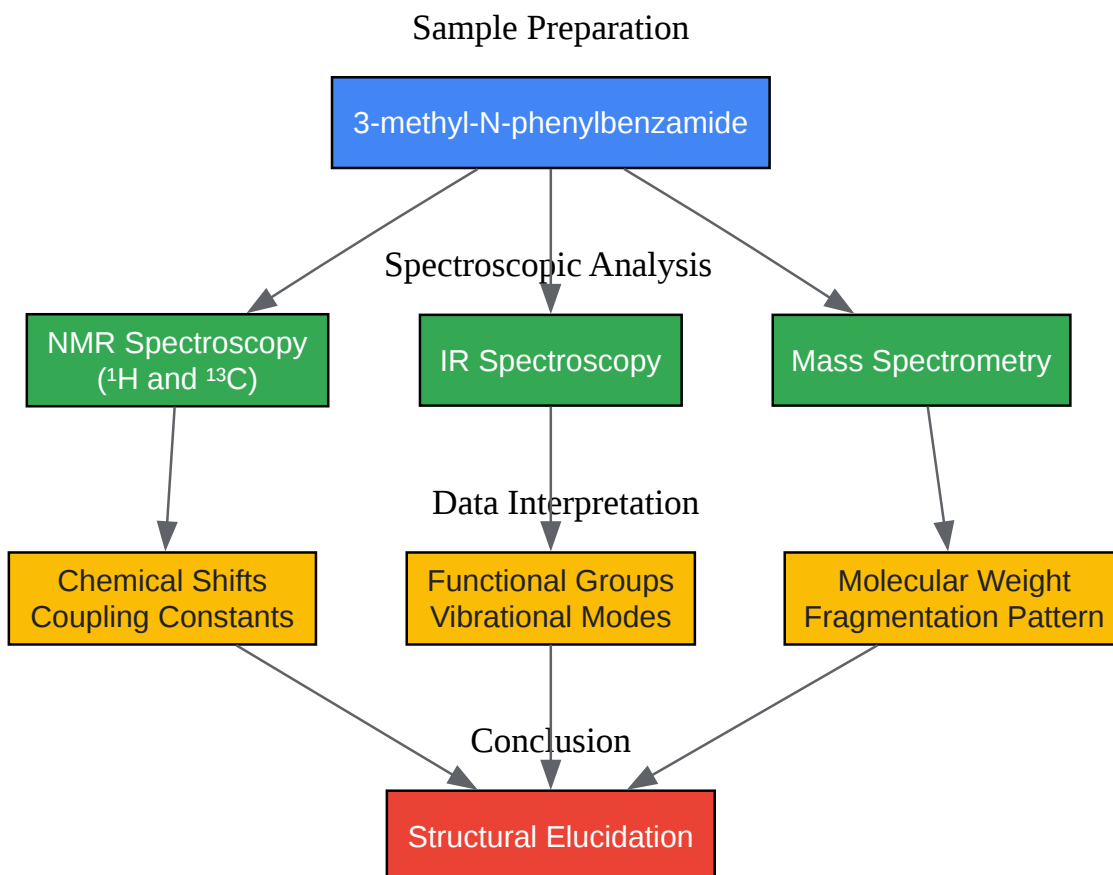 Sample Preparation
3-methyl-N-phenylbenzamide
Spectroscopic Analysis
NMR Spectroscopy
(¹H and ¹³C)
IR Spectroscopy
Mass Spectrometry
Data Interpretation
Chemical Shifts
Coupling Constants
Functional Groups
Vibrational Modes
Molecular Weight
Fragmentation Pattern
Conclusion
Structural Elucidation